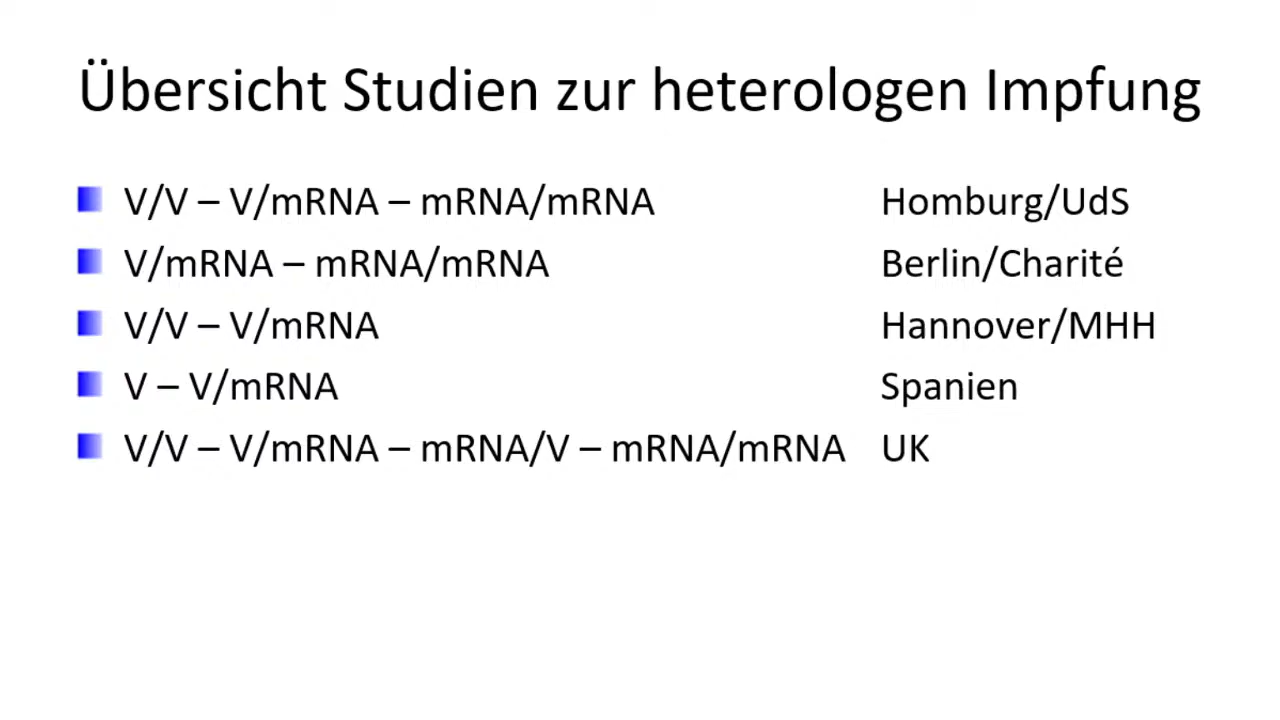 Übersicht Studien zur heterologen Impfung
V/V – V/mRNA – mRNA/mRNA Homburg/UdS
V/mRNA – mRNA/mRNA Berlin/Charité
V/V – V/mRNA Hannover/MHH
V – V/mRNA Spanien
V/V – V/mRNA – mRNA/V – mRNA/mRNA UK